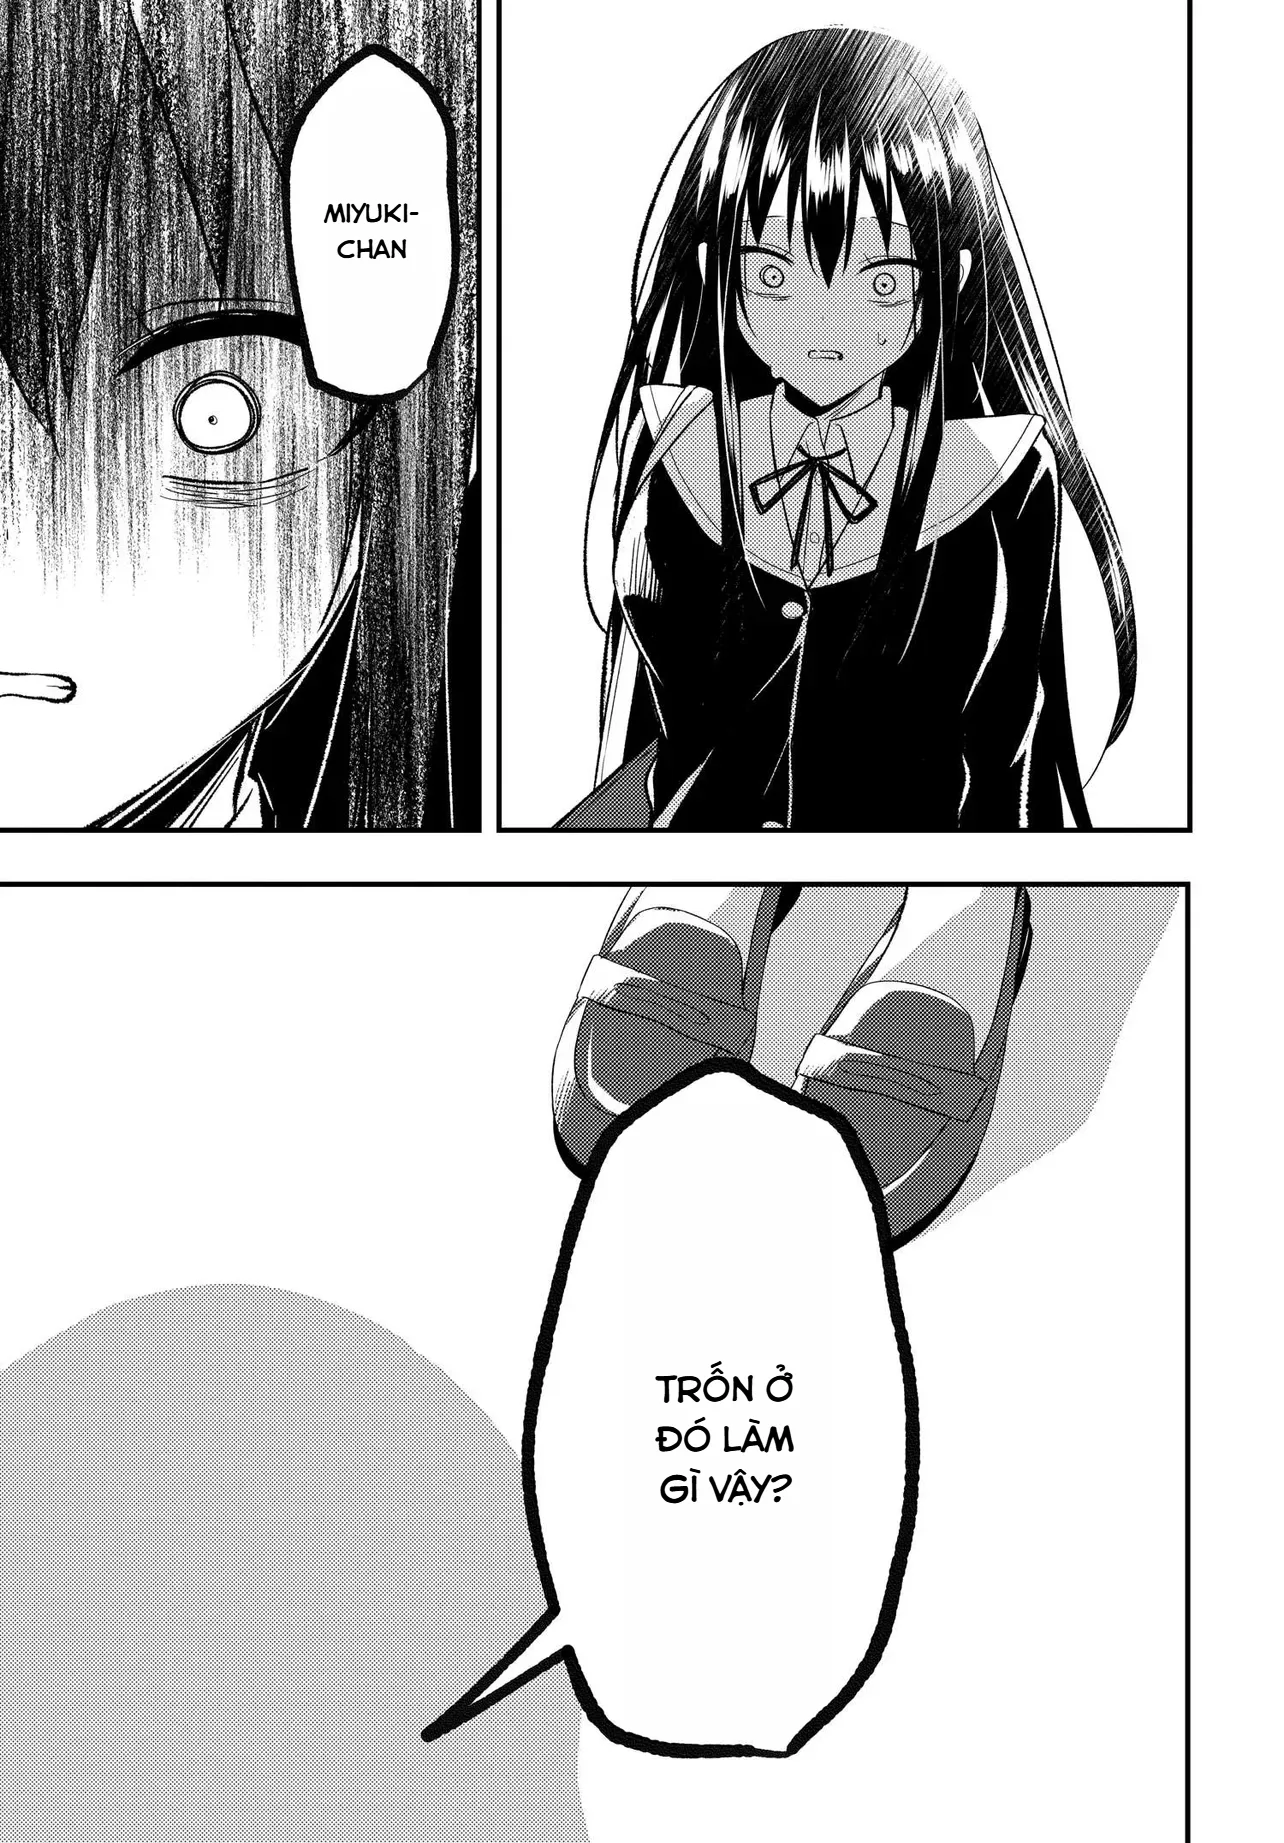 MIYUKI-
CHAN
TRỐN Ở
ĐÓ LÀM
GÌ VẬY?